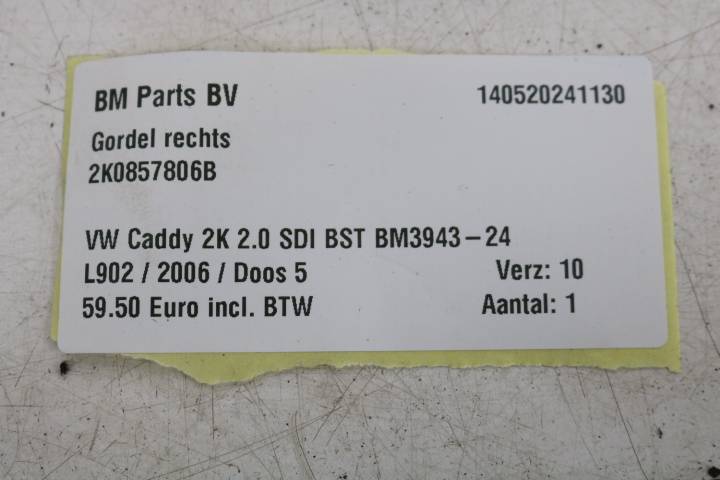 BM Parts BV 140520241130
Gordel rechts
2K0857806B
VW Caddy 2K 2.0 SDI BST BM3943-24
L902 / 2006 / Doos 5 Verz: 10
59.50 Euro incl. BTW Aantal: 1